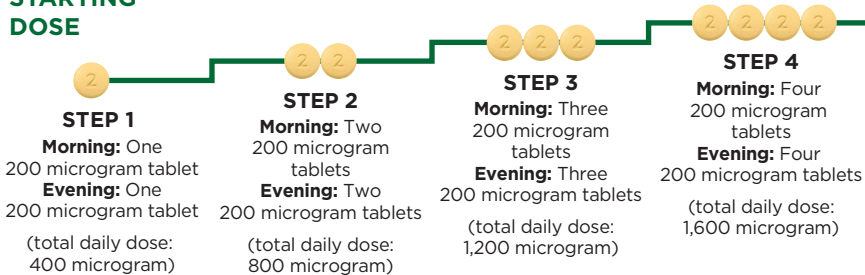 DOSE
2
STEP 1
Morning: One
200 microgram tablet
Evening: One
200 microgram tablet
(total daily dose:
400 microgram)
2 2
STEP 2
Morning: Two
200 microgram
tablets
Evening: Two
200 microgram tablets
(total daily dose:
800 microgram)
2 2 2
STEP 3
Morning: Three
200 microgram
tablets
Evening: Three
200 microgram tablets
(total daily dose:
1,200 microgram)
2 2 2 2
STEP 4
Morning: Four
200 microgram
tablets
Evening: Four
200 microgram tablets
(total daily dose:
1,600 microgram)